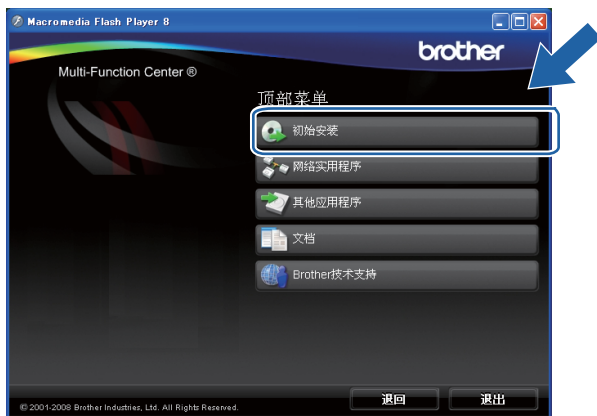 Macromedia Flash Player 8
brother
Multi-Function Center ®
顶部菜单
初始安装
网络实用程序
其他应用程序
文档
Brother技术支持
退回
退出
© 2001-2008 Brother Industries, Ltd. All Rights Reserved.